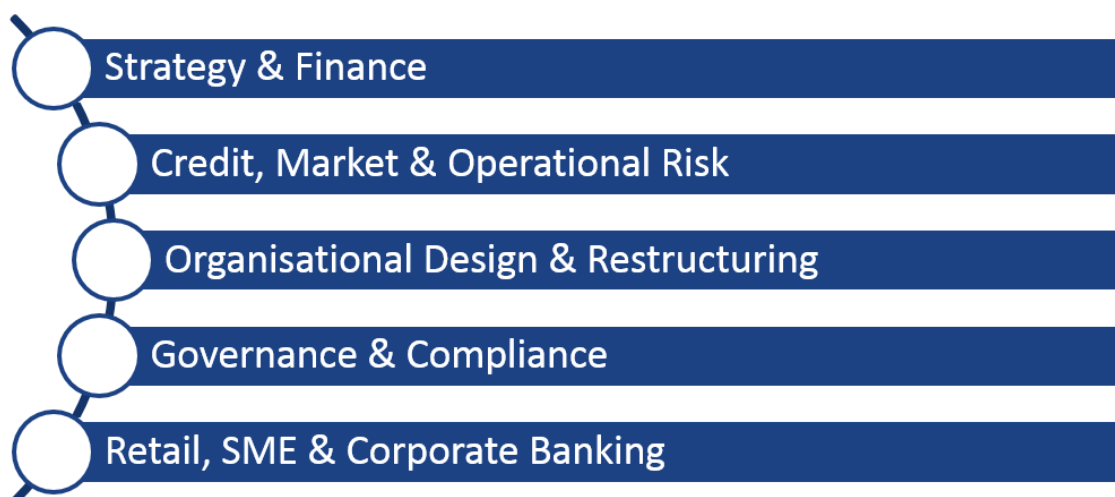 Strategy & Finance
Credit, Market & Operational Risk
Organisational Design & Restructuring
Governance & Compliance
Retail, SME & Corporate Banking